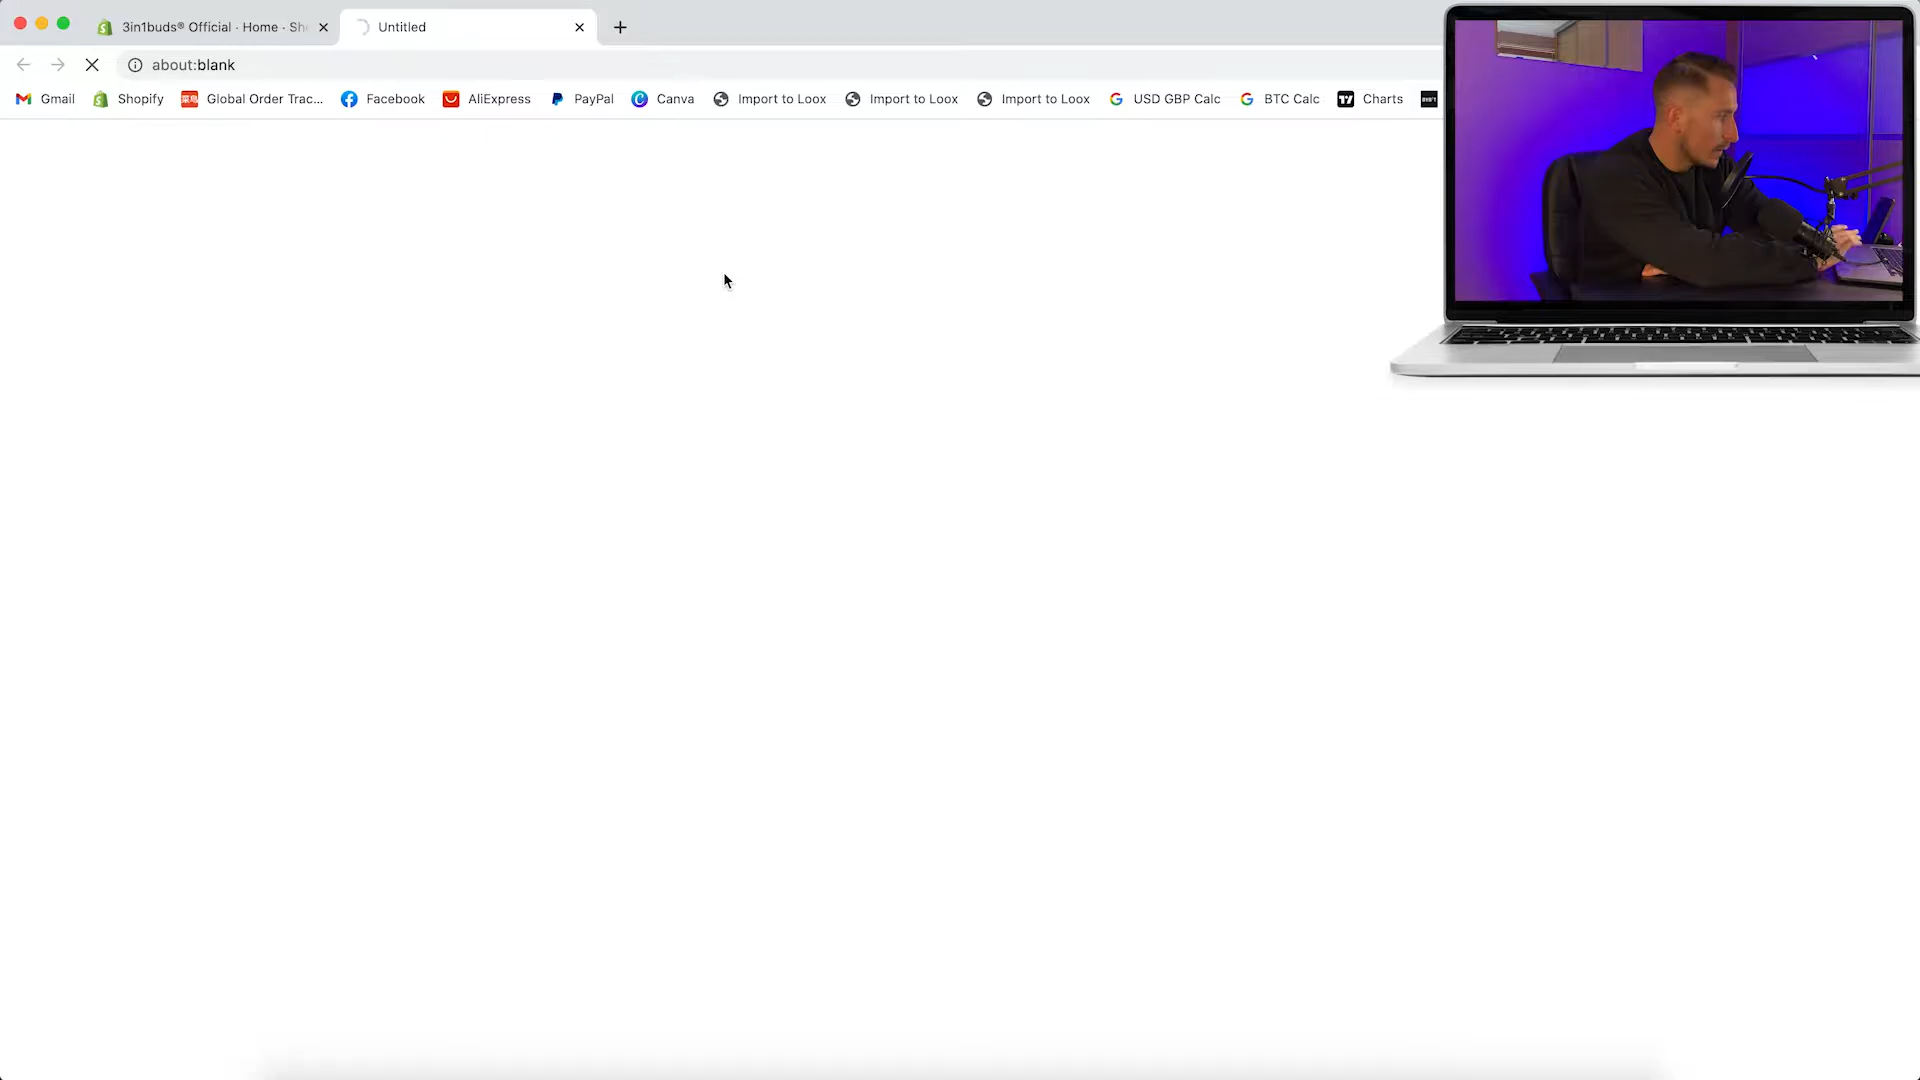 3in1buds® Official · Home · Sh
Untitled
about:blank
Gmail
Shopify
Global Order Trac...
Facebook
AliExpress
PayPal
Canva
Import to Loox
Import to Loox
Import to Loox
USD GBP Calc
BTC Calc
Charts